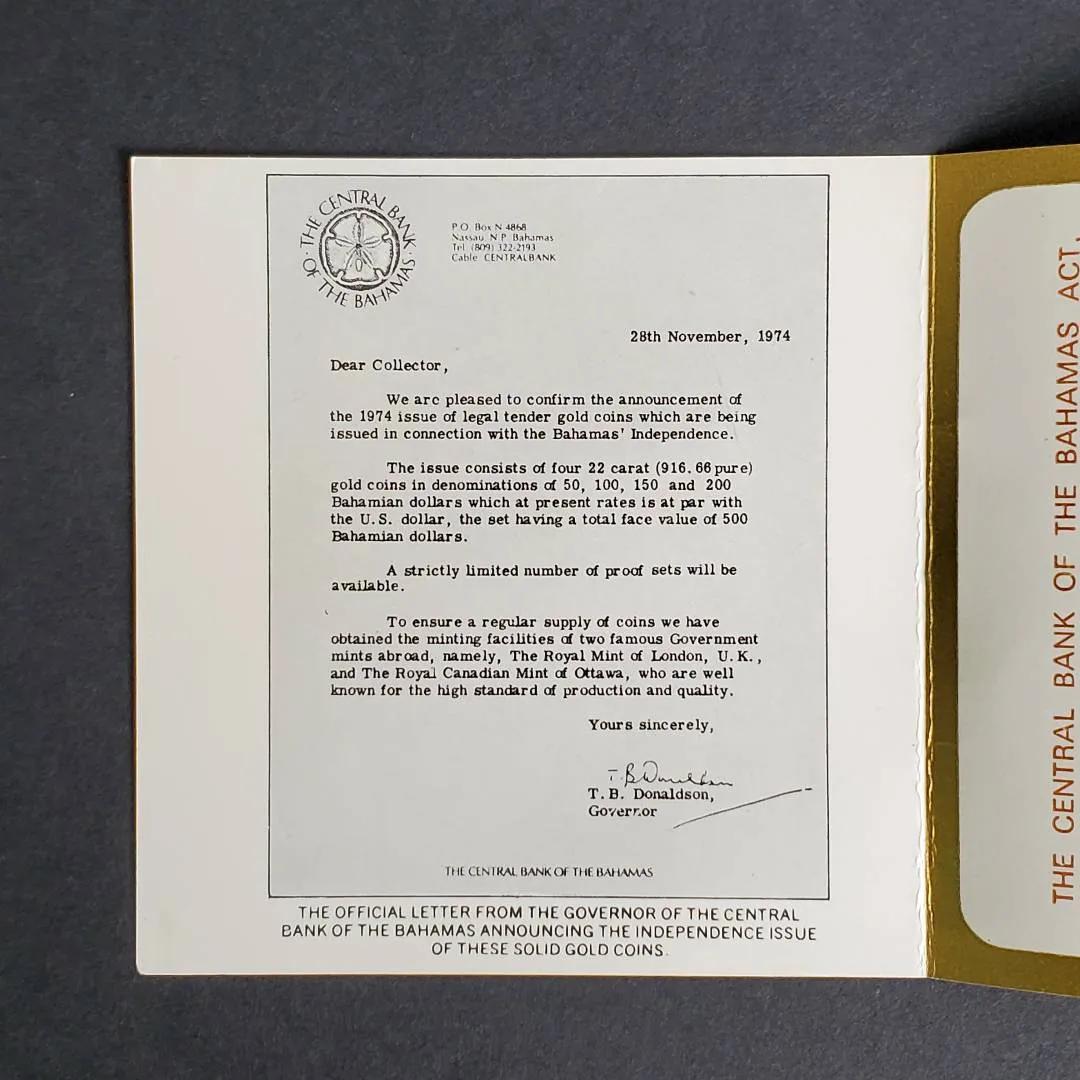 THE CENTRAL BANK
OF THE BAHAMAS
P.O. Box N 4868
Nassau N.P. Bahamas
Tel. (809) 322-2193
Cable CENTRALBANK
28th November, 1974
Dear Collector,
We are pleased to confirm the announcement of
the 1974 issue of legal tender gold coins which are being
issued in connection with the Bahamas' Independence.
The issue consists of four 22 carat (916.66 pure)
gold coins in denominations of 50, 100, 150 and 200
Bahamian dollars which at present rates is at par with
the U.S. dollar, the set having a total face value of 500
Bahamian dollars.
A strictly limited number of proof sets will be
available.
To ensure a regular supply of coins we have
obtained the minting facilities of two famous Government
mints abroad, namely, The Royal Mint of London, U.K.,
and The Royal Canadian Mint of Ottawa, who are well
known for the high standard of production and quality.
Yours sincerely,
T. B. Donaldson
T. B. Donaldson,
Governor
THE CENTRAL BANK OF THE BAHAMAS
THE OFFICIAL LETTER FROM THE GOVERNOR OF THE CENTRAL
BANK OF THE BAHAMAS ANNOUNCING THE INDEPENDENCE ISSUE
OF THESE SOLID GOLD COINS.
THE CENTRAL BANK OF THE BAHAMAS ACT,